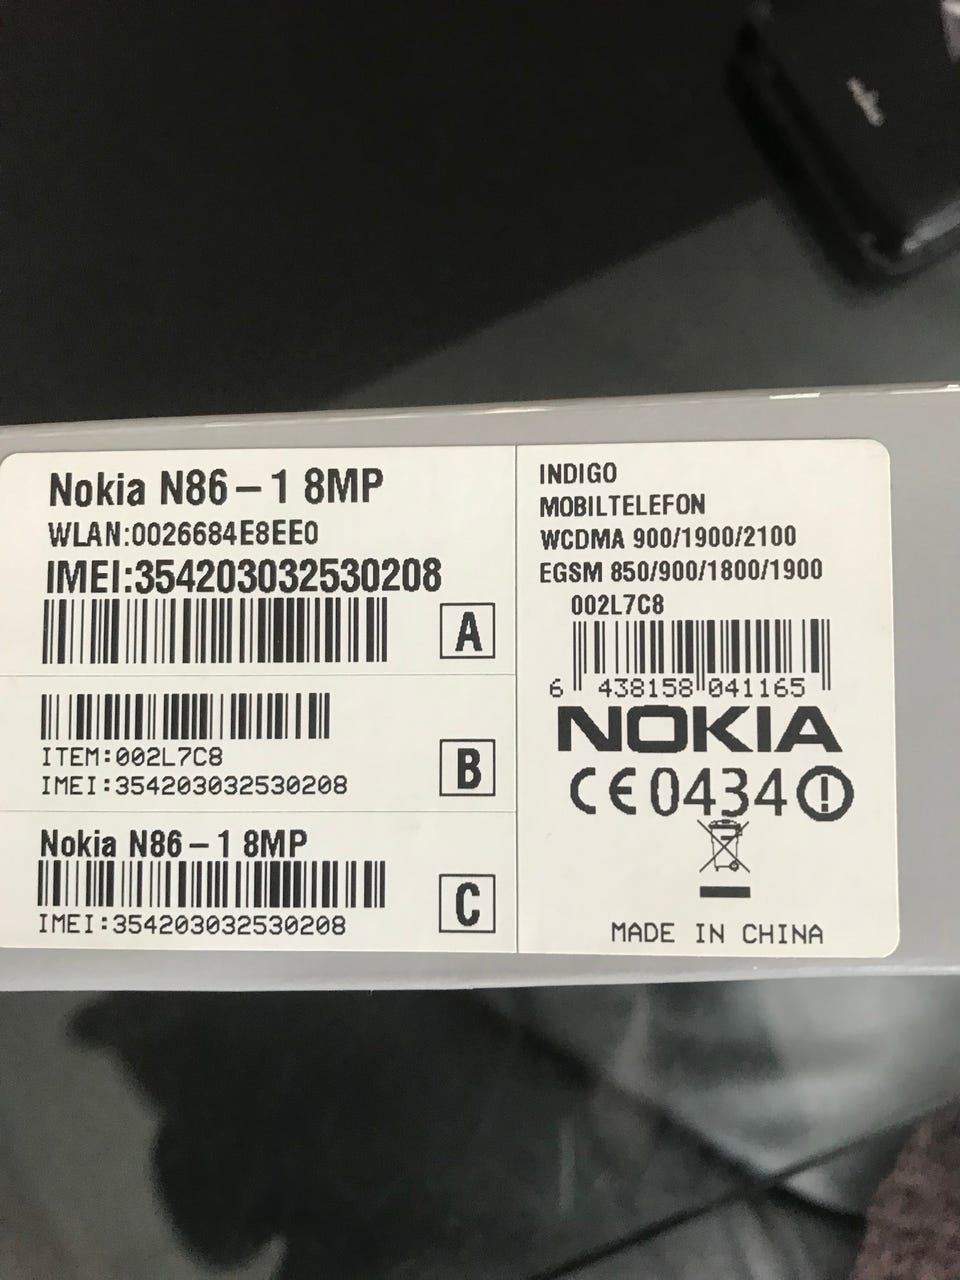 Nokia N86-1 8MP
WLAN:0026684E8EE0
IMEI:354203032530208
A
ITEM:002L7C8
IMEI:354203032530208
B
Nokia N86-1 8MP
IMEI:354203032530208
C
INDIGO
MOBILTELEFON
WCDMA 900/1900/2100
EGSM 850/900/1800/1900
002L7C8
6 438158 041165
NOKIA
CE0434
MADE IN CHINA